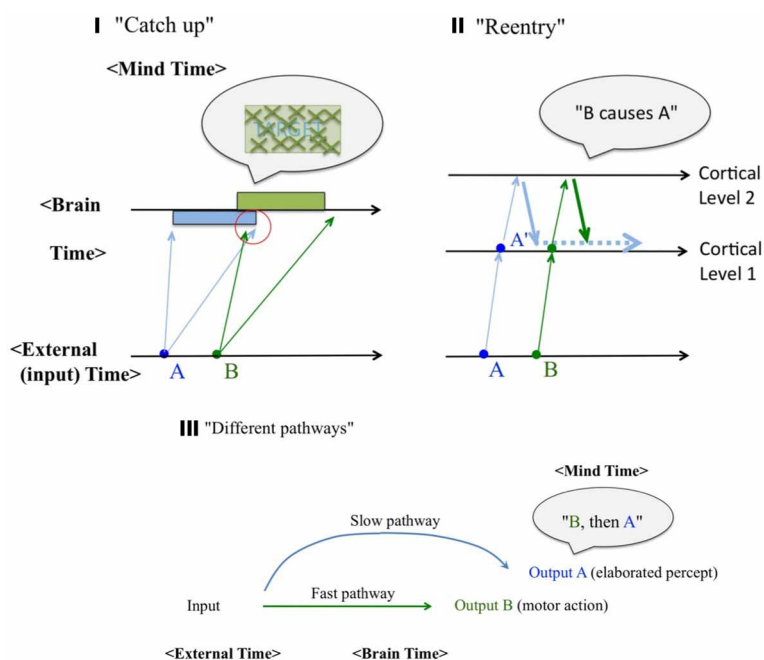 I "Catch up"
<Mind Time>
TARGET
<Brain
Time>
<External
(input) Time>
A
B
II "Reentry"
"B causes A"
Cortical
Level 2
A'
Cortical
Level 1
A
B
III "Different pathways"
<Mind Time>
"B, then A"
Slow pathway
Output A (elaborated percept)
Fast pathway
Input
Output B (motor action)
<External Time>
<Brain Time>